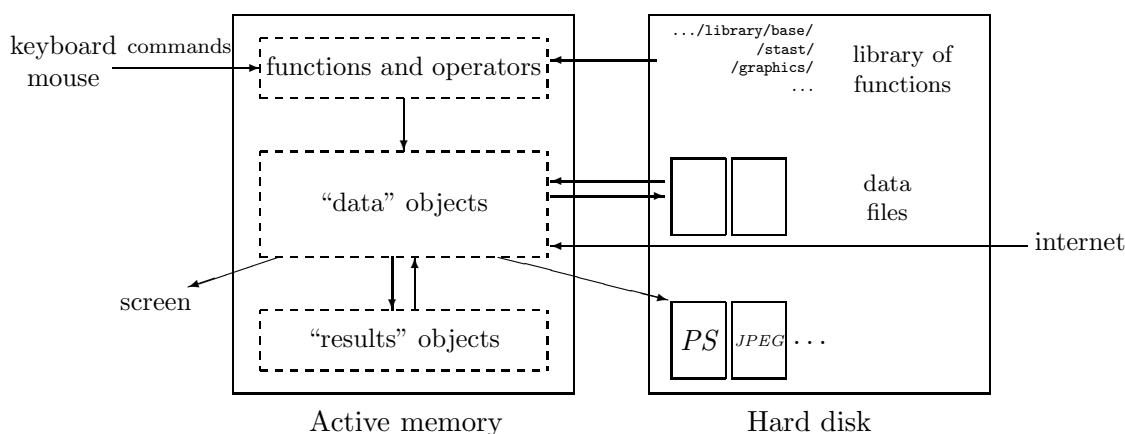 keyboard
mouse
commands
functions and operators
“data” objects
“results” objects
screen
Active memory
.../library/base/
/stast/
/graphics/
...
library of
functions
data
files
internet
PS
JPEG
...
Hard disk